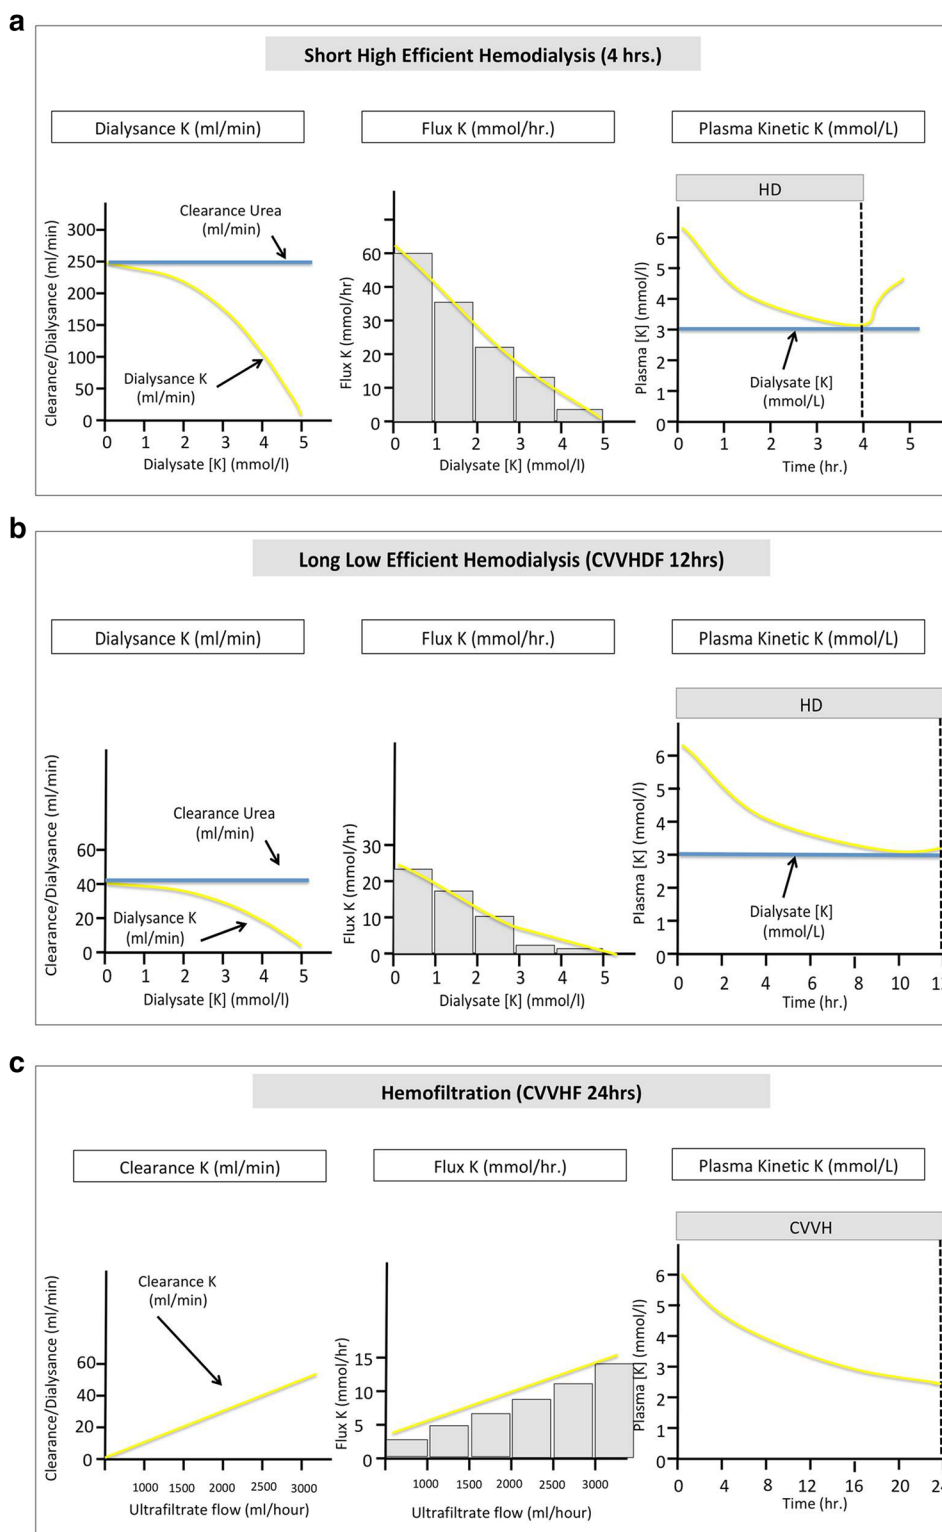 a
Short High Efficient Hemodialysis (4 hrs.)
Dialysance K (ml/min)
Flux K (mmol/hr.)
Plasma Kinetic K (mmol/L)
Clearance/Dialysance (ml/min)
300
250
200
150
100
50
0
Clearance Urea
(ml/min)
Dialysance K
(ml/min)
0 1 2 3 4 5
Dialysate [K] (mmol/l)
Flux K (mmol/hr)
60
40
30
20
10
0
0 1 2 3 4 5
Dialysate [K] (mmol/l)
HD
Plasma [K] (mmol/l)
6
5
4
3
2
1
0
Dialysate [K]
(mmol/L)
0 1 2 3 4 5
Time (hr.)
b
Long Low Efficient Hemodialysis (CVVHDF 12hrs)
Dialysance K (ml/min)
Flux K (mmol/hr.)
Plasma Kinetic K (mmol/L)
Clearance/Dialysance (ml/min)
60
40
20
0
Clearance Urea
(ml/min)
Dialysance K
(ml/min)
0 1 2 3 4 5
Dialysate [K] (mmol/l)
Flux K (mmol/hr)
30
20
10
0
0 1 2 3 4 5
Dialysate [K] (mmol/l)
HD
Plasma [K] (mmol/l)
6
5
4
3
2
1
0
Dialysate [K]
(mmol/L)
0 2 4 6 8 10
Time (hr.)
c
Hemofiltration (CVVHF 24hrs)
Clearance K (ml/min)
Flux K (mmol/hr.)
Plasma Kinetic K (mmol/L)
Clearance/Dialysance (ml/min)
60
40
20
0
Clearance K
(ml/min)
1000 1500 2000 2500 3000
Ultrafiltrate flow (ml/hour)
Flux K (mmol/hr)
15
10
5
0
1000 1500 2000 2500 3000
Ultrafiltrate flow (ml/hour)
CVVH
Plasma [K] (mmol/l)
6
5
4
3
2
1
0
0 4 8 12 16 20
Time (hr.)